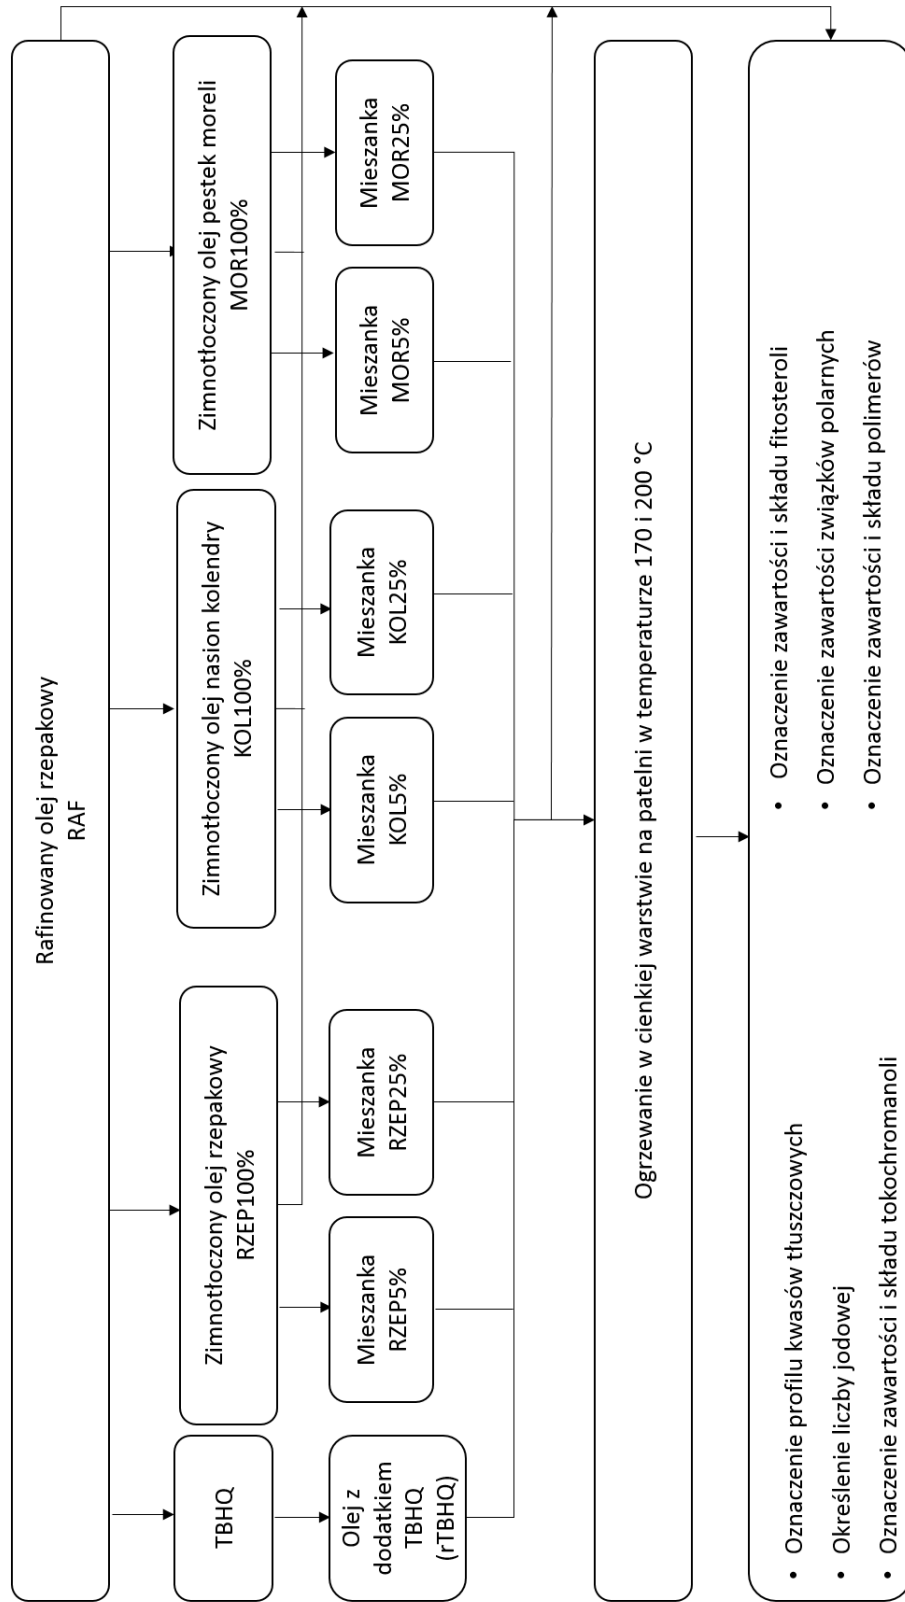 Rafinowany olej rzepakowy
RAF
TBHQ
Zimnotłoczony olej rzepakowy
RZEP100%
Zimnotłoczony olej nasion kolendry
KOL100%
Zimnotłoczony olej pestek moreli
MOR100%
Olej z
dodatkiem
TBHQ
(rTBHQ)
Mieszanka
RZEP5%
Mieszanka
RZEP25%
Mieszanka
KOL5%
Mieszanka
KOL25%
Mieszanka
MOR5%
Mieszanka
MOR25%
Ogrzewanie w cienkiej warstwie na patelni w temperaturze 170 i 200 °C
• Oznaczenie profilu kwasów tłuszczowych
• Określenie liczby jodowej
• Oznaczenie zawartości i składu tokochromanoli
• Oznaczenie zawartości i składu fitosteroli
• Oznaczenie zawartości związków polarnych
• Oznaczenie zawartości i składu polimerów